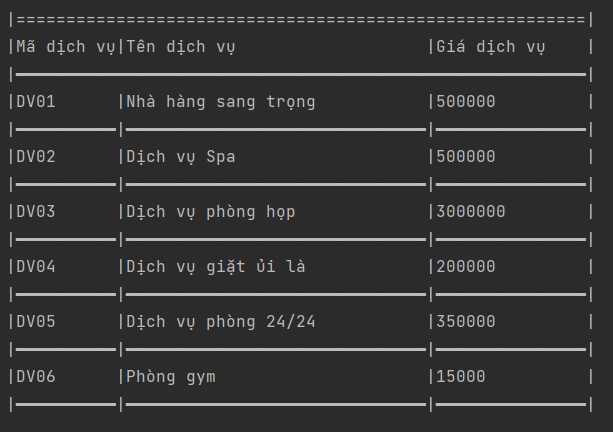 |=========================================================|
|Mã dịch vụ|Tên dịch vụ|Giá dịch vụ|
|DV01|Nhà hàng sang trọng|500000|
|DV02|Dịch vụ Spa|500000|
|DV03|Dịch vụ phòng họp|3000000|
|DV04|Dịch vụ giặt ủi là|200000|
|DV05|Dịch vụ phòng 24/24|350000|
|DV06|Phòng gym|15000|